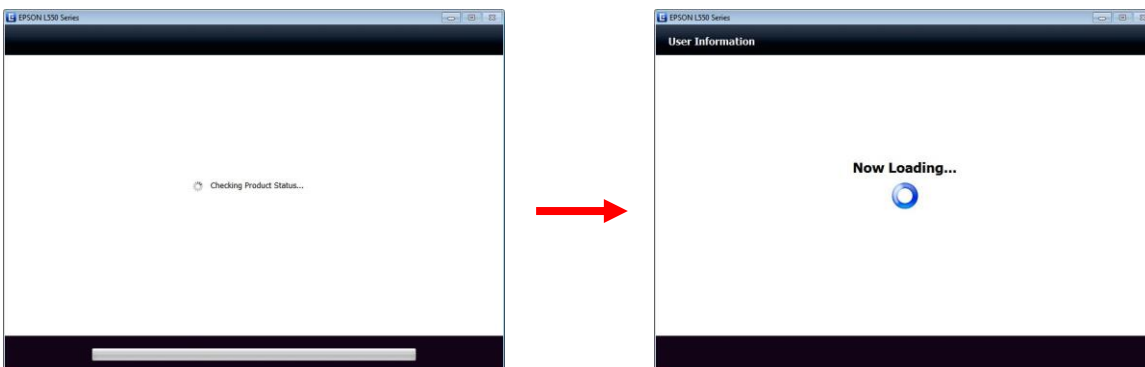 EPSON L550 Series
Checking Product Status...
EPSON L550 Series
User Information
Now Loading...